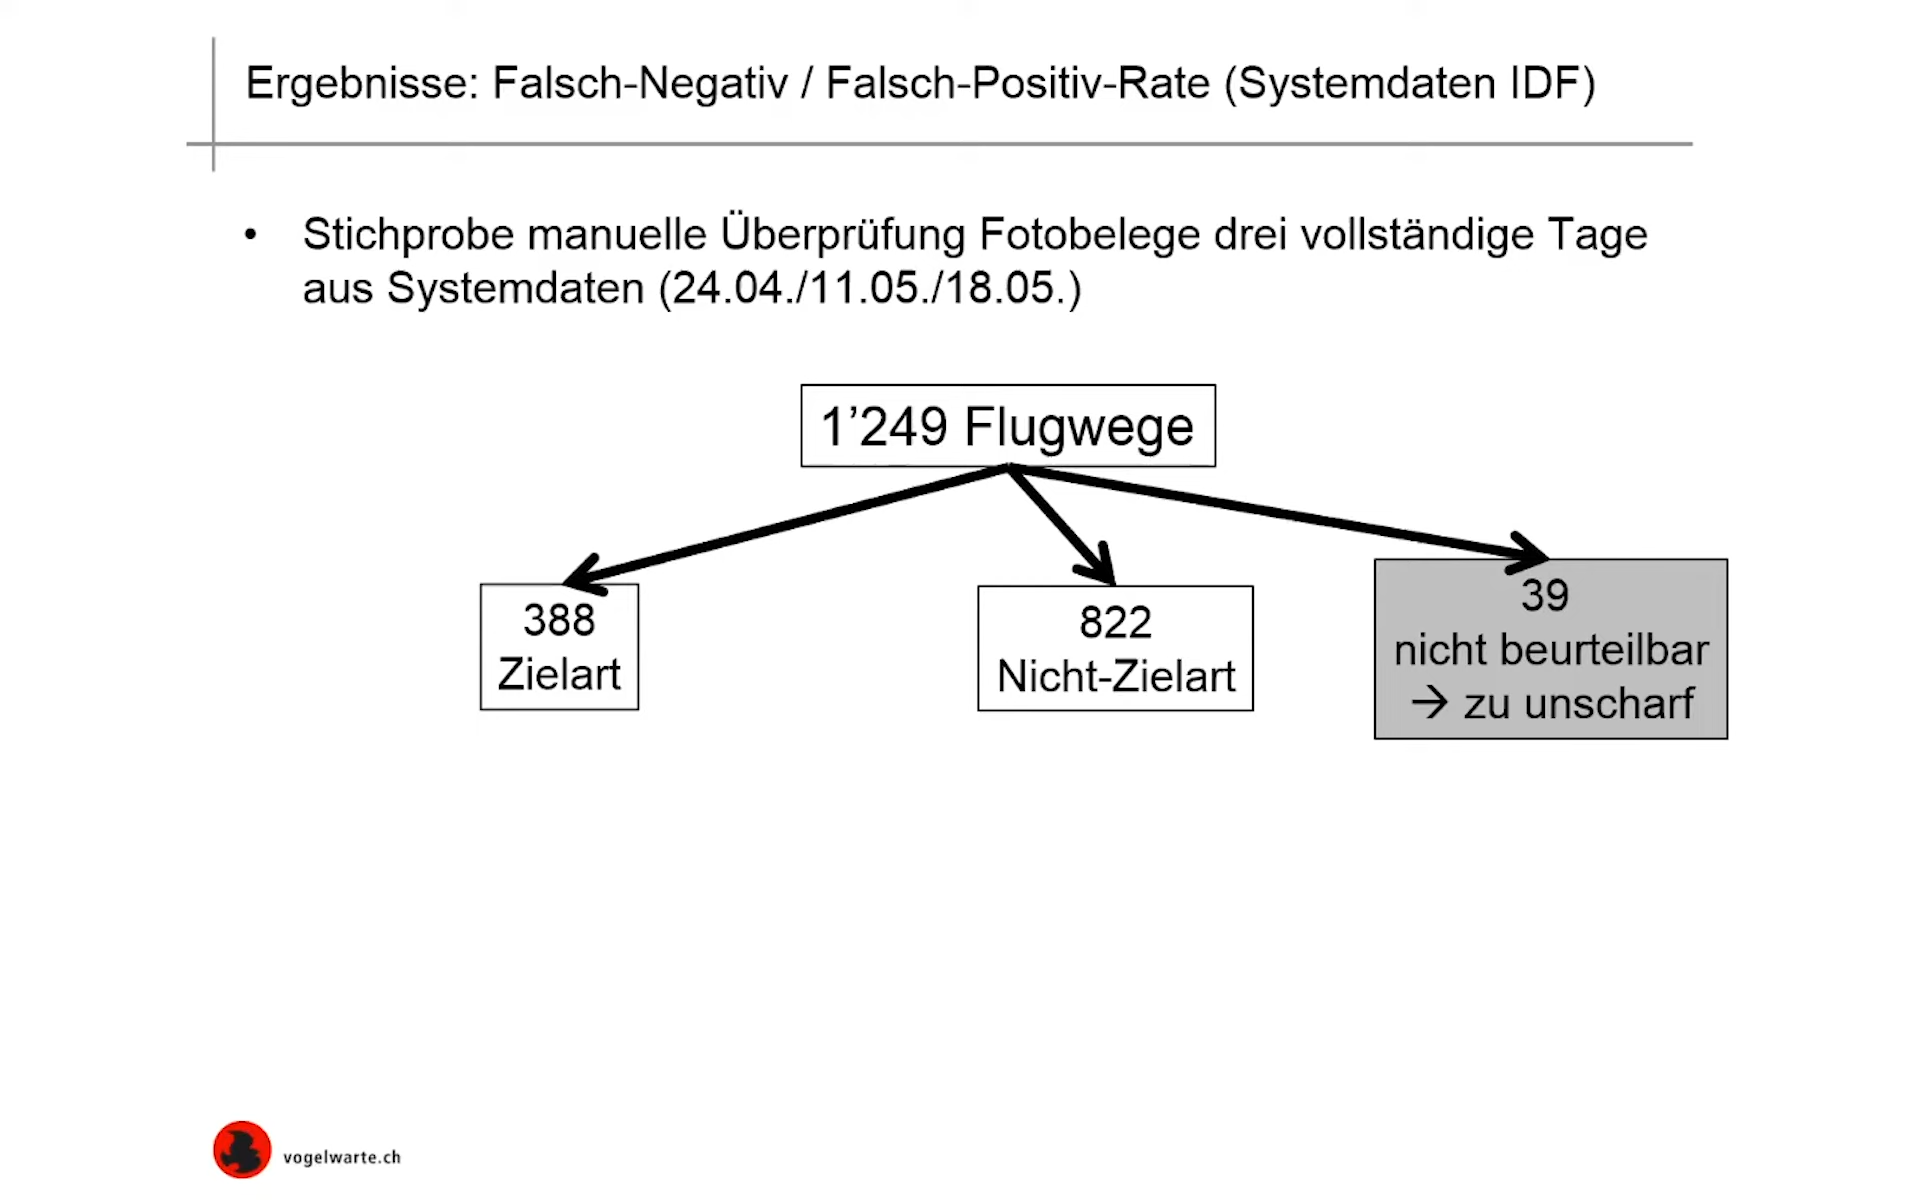 Ergebnisse: Falsch-Negativ / Falsch-Positiv-Rate (Systemdaten IDF)
• Stichprobe manuelle Überprüfung Fotobelege drei vollständige Tage
aus Systemdaten (24.04./11.05./18.05.)
1’249 Flugwege
388
Zielart
822
Nicht-Zielart
39
nicht beurteilbar
→ zu unscharf
vogelwarte.ch